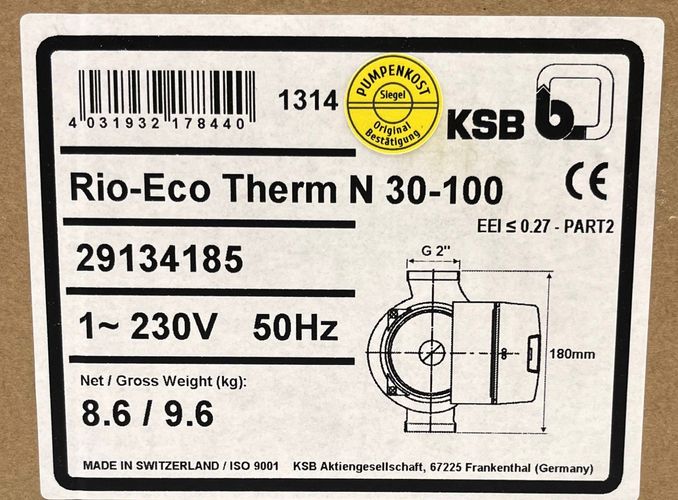 4 031932 178440
1314
PUMPENKOST
Siegel
Original
Bestätigung
KSB b
Rio-Eco Therm N 30-100
CE
EEI ≤ 0.27 - PART2
29134185
G 2"
1~ 230V 50Hz
180mm
Net / Gross Weight (kg):
8.6 / 9.6
MADE IN SWITZERLAND / ISO 9001 KSB Aktiengesellschaft, 67225 Frankenthal (Germany)